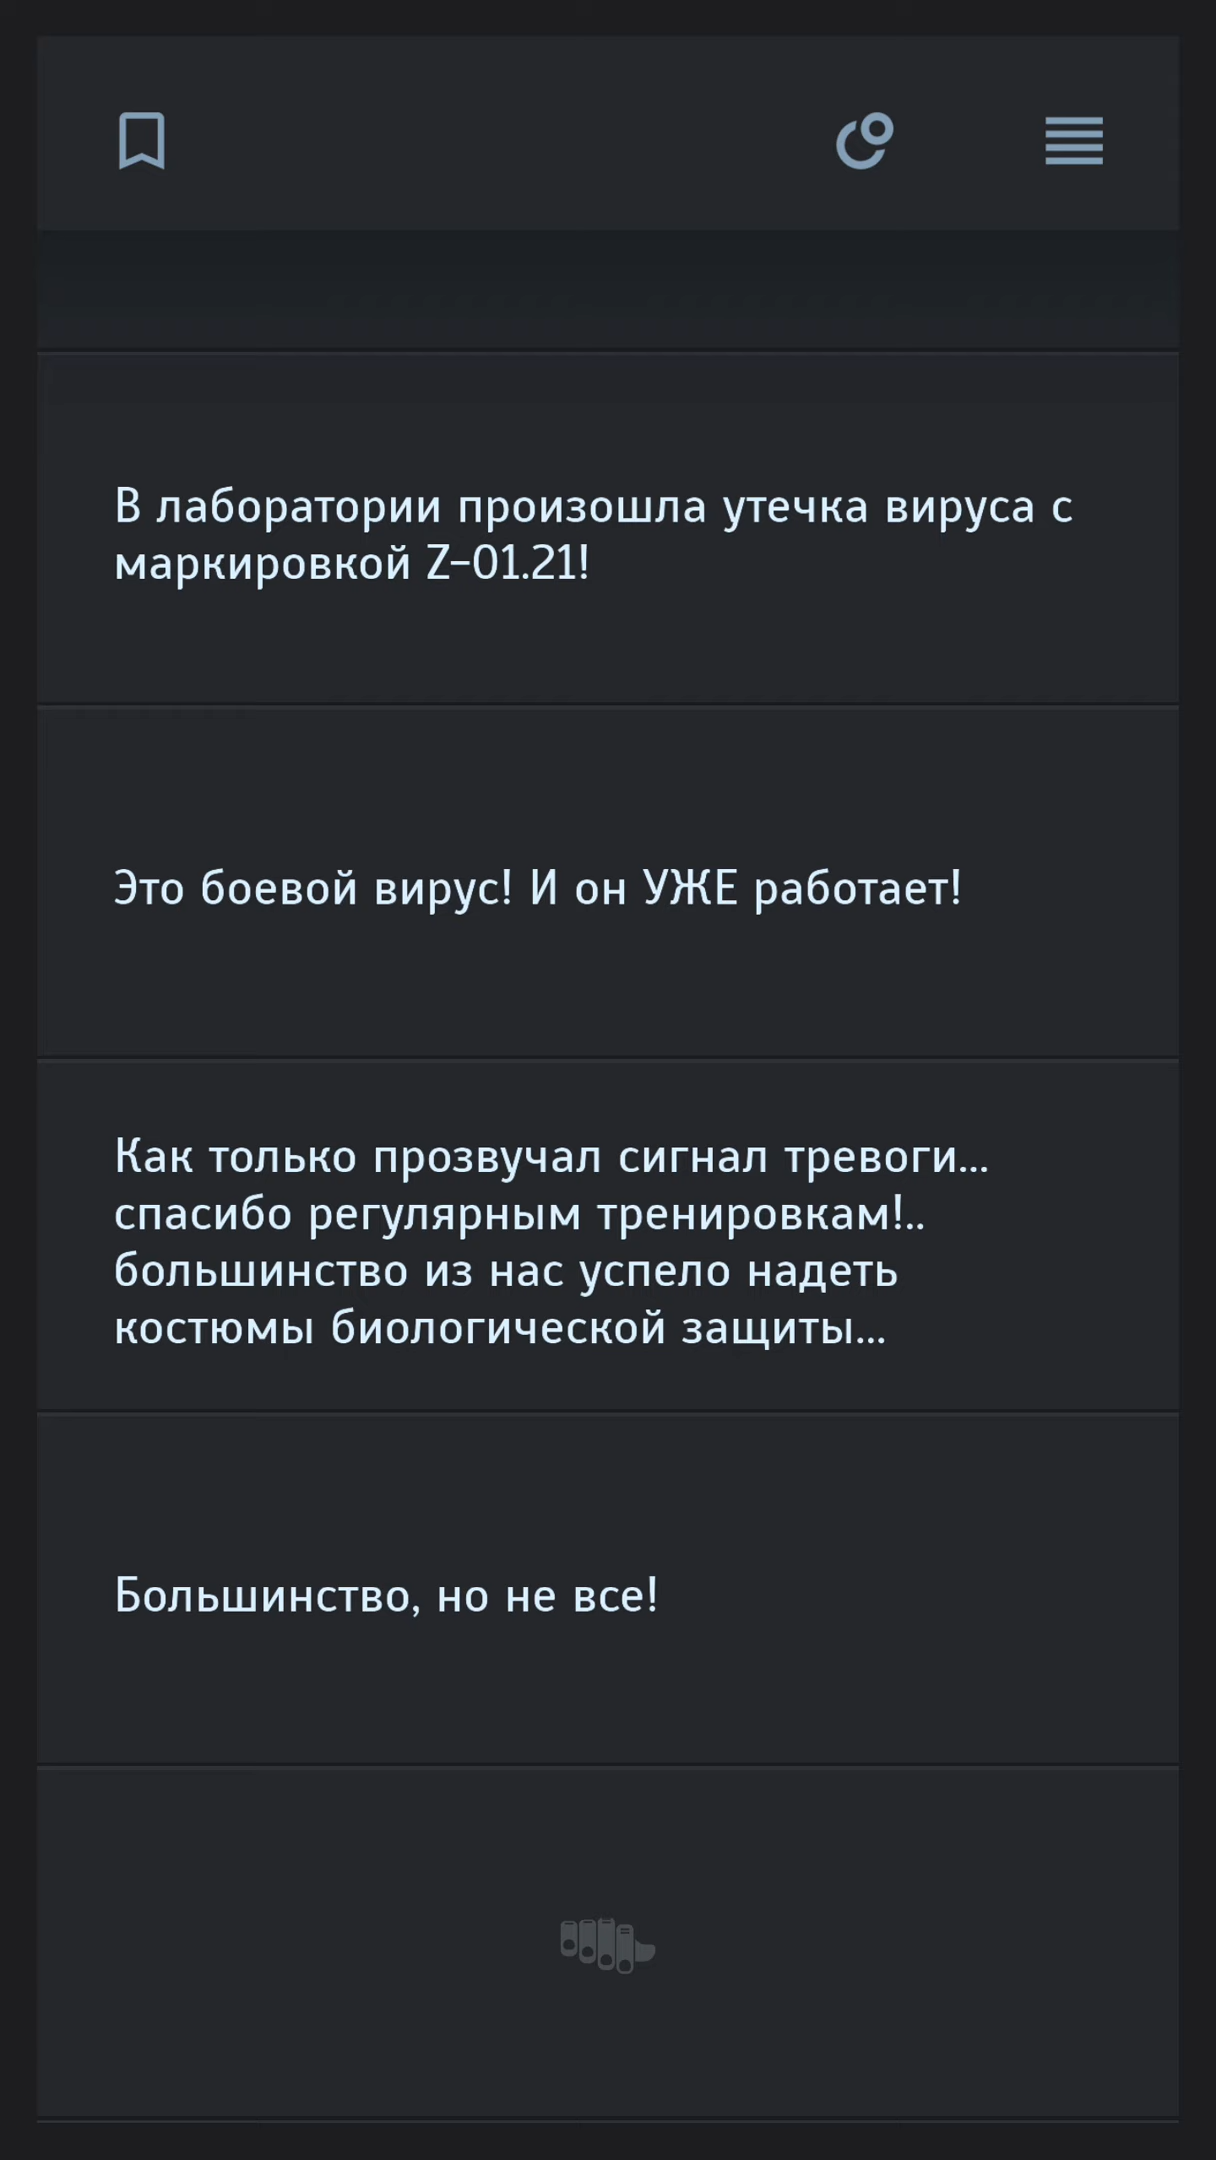 В лаборатории произошла утечка вируса с
маркировкой Z-01.21!
Это боевой вирус! И он УЖЕ работает!
Как только прозвучал сигнал тревоги...
спасибо регулярным тренировкам!..
большинство из нас успело надеть
костюмы биологической защиты...
Большинство, но не все!